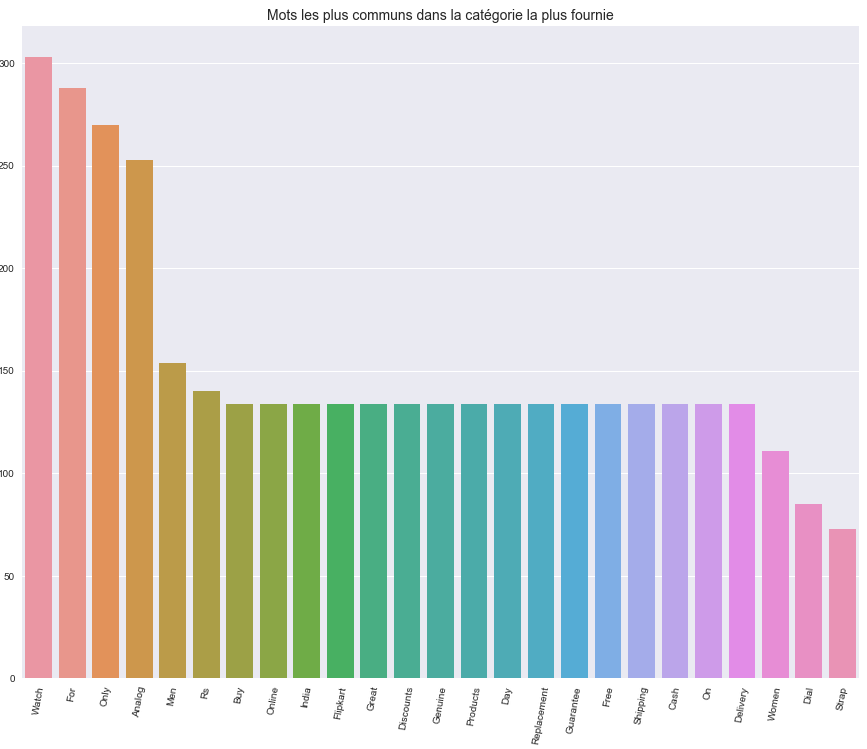 Mots les plus communs dans la catégorie la plus fournie
300
250
200
150
100
50
0
Watch
For
Only
Analog
Men
Rs
Buy
Online
India
Flipkart
Great
Discounts
Genuine
Products
Day
Replacement
Guarantee
Free
Shipping
Cash
On
Delivery
Women
Dial
Strap